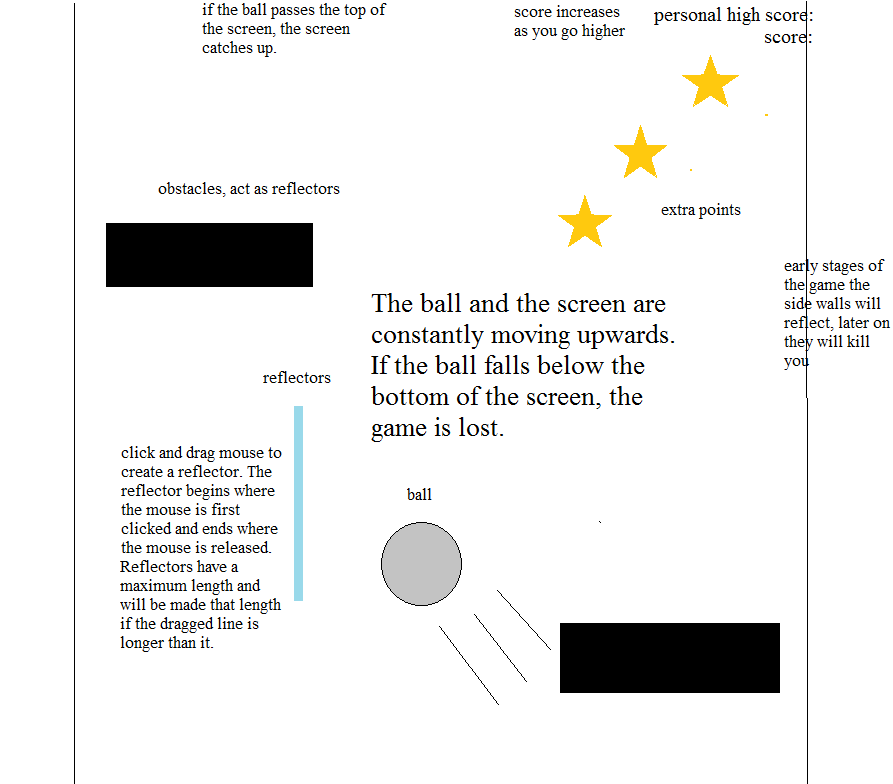 if the ball passes the top of
the screen, the screen
catches up.
score increases
as you go higher
personal high score:
score:
obstacles, act as reflectors
extra points
early stages of
the game the
side walls will
reflect, later on
they will kill
you
The ball and the screen are
constantly moving upwards.
If the ball falls below the
bottom of the screen, the
game is lost.
reflectors
click and drag mouse to
create a reflector. The
reflector begins where
the mouse is first
clicked and ends where
the mouse is released.
Reflectors have a
maximum length and
will be made that length
if the dragged line is
longer than it.
ball